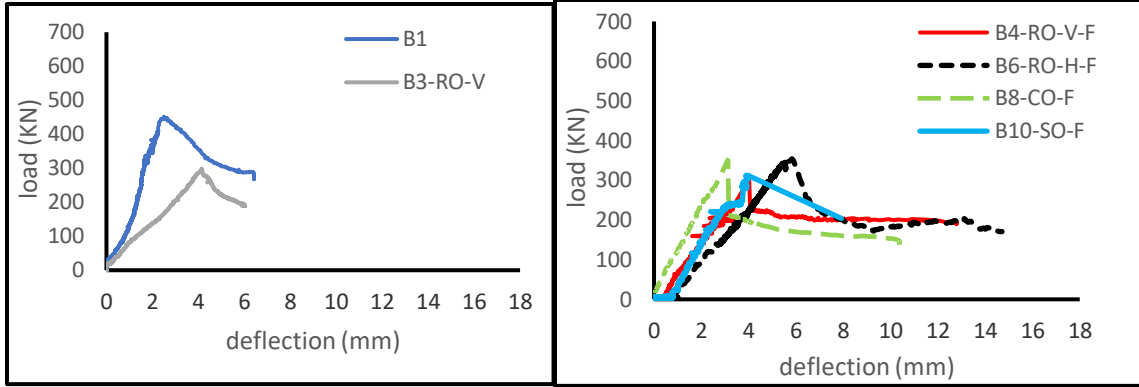 700
600
500
400
300
200
100
0
load (KN)
0 2 4 6 8 10 12 14 16 18
deflection (mm)
B1
B3-RO-V
700
600
500
400
300
200
100
0
load (KN)
0 2 4 6 8 10 12 14 16 18
deflection (mm)
B4-RO-V-F
B6-RO-H-F
B8-CO-F
B10-SO-F